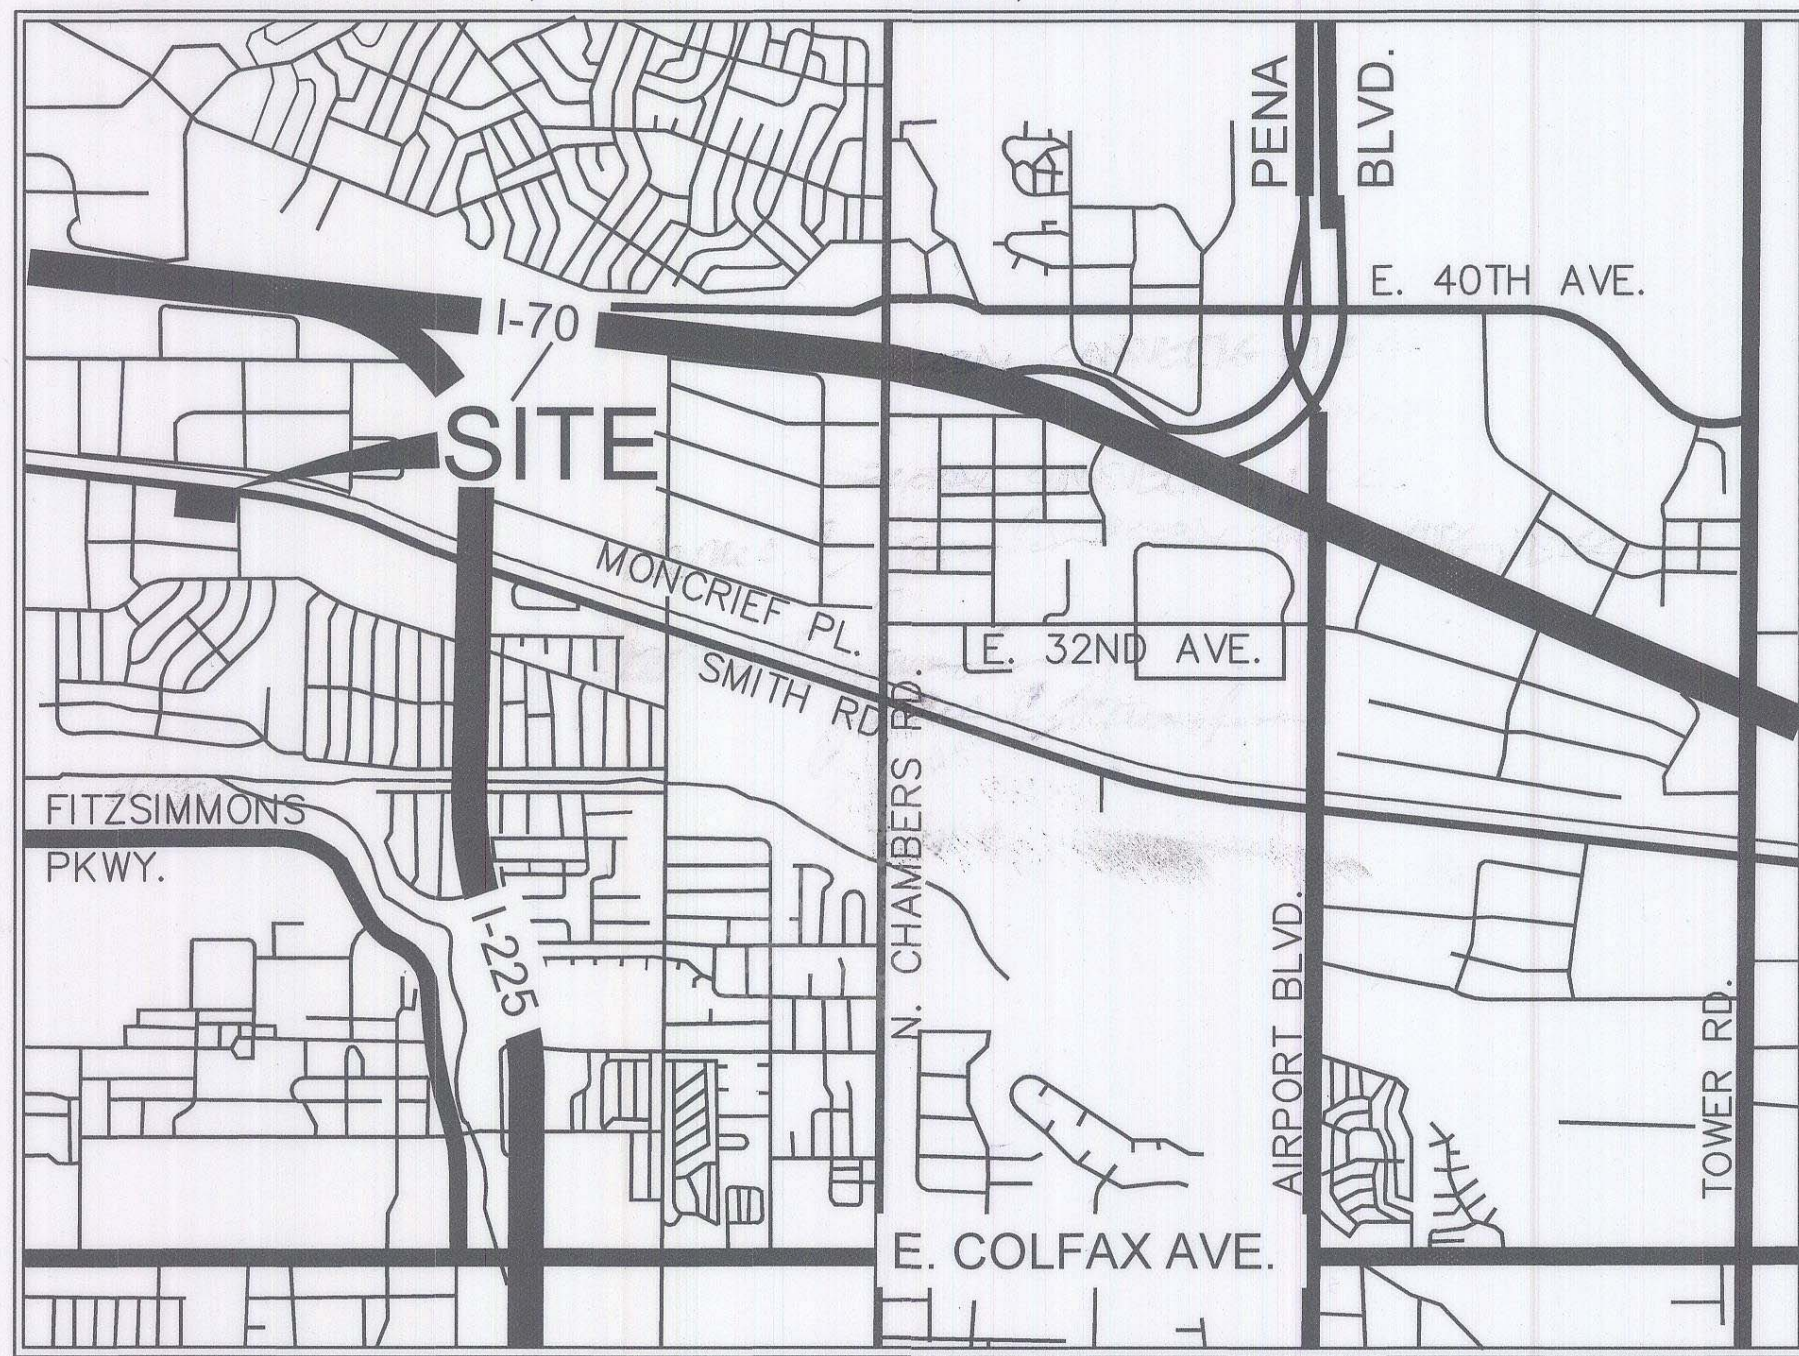 PENA
BLVD.
E. 40TH AVE.
I-70
SITE
MONCRIEF PL.
E. 32ND AVE.
SMITH RD.
N. CHAMBERS RD.
FITZSIMMONS
PKWY.
I-225
AIRPORT BLVD.
TOWER RD.
E. COLFAX AVE.